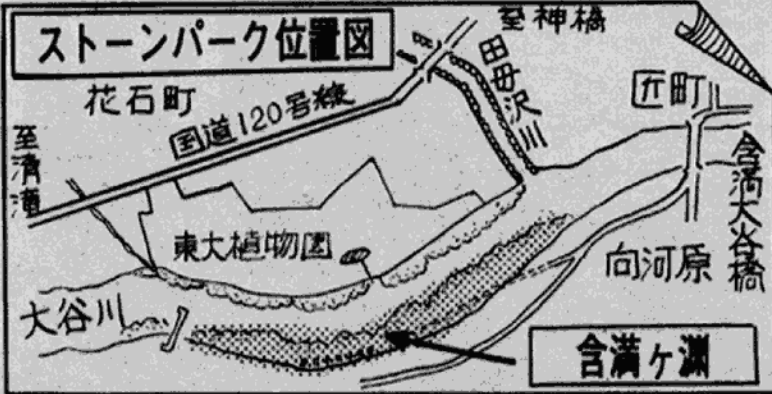 ストーンパーク位置図
至神橋
花石町
田母沢川
匠町
国道120号線
至清滝
含満大谷橋
東大植物園
向河原
大谷川
含満ヶ淵